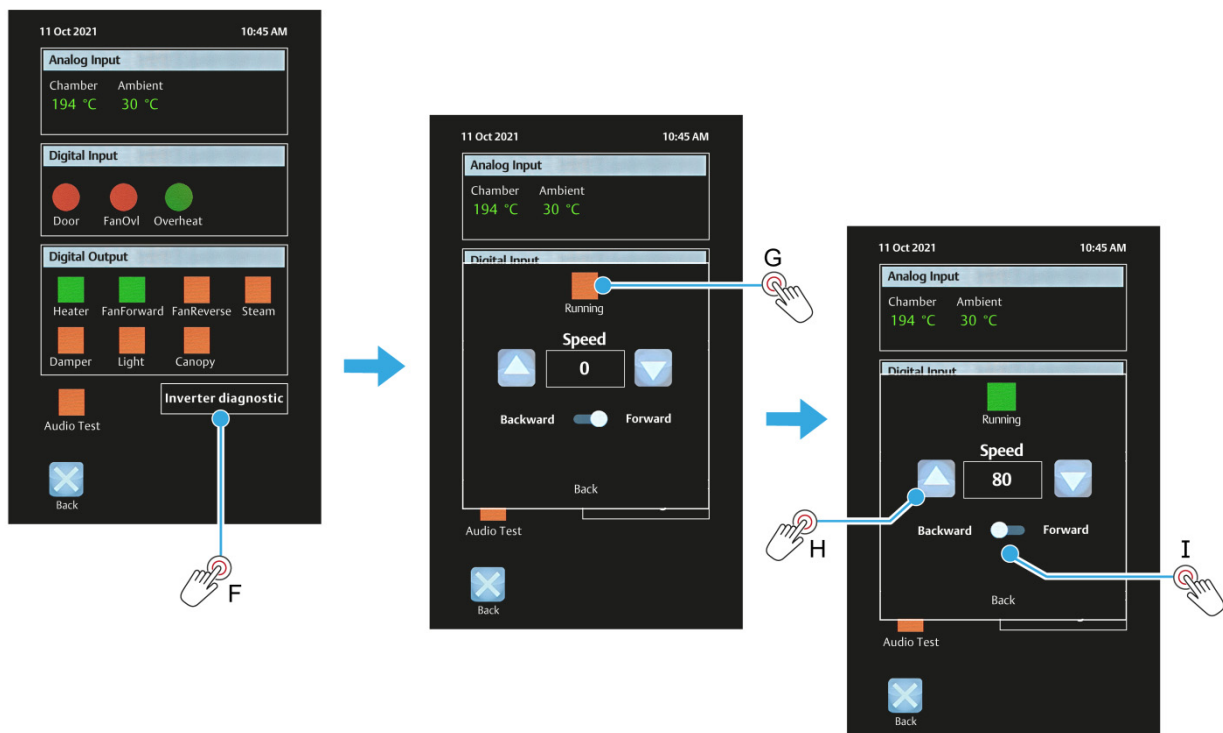 11 Oct 2021 10:45 AM
Analog Input
Chamber Ambient
194 °C 30 °C
Digital Input
Door FanOvl Overheat
Digital Output
Heater FanForward FanReverse Steam
Damper Light Canopy
Inverter diagnostic
Audio Test
Back
F
11 Oct 2021 10:45 AM
Analog Input
Chamber Ambient
194 °C 30 °C
Digital Input
G
Running
Speed
0
Backward Forward
Back
Audio Test
Back
11 Oct 2021 10:45 AM
Analog Input
Chamber Ambient
194 °C 30 °C
Digital Input
Running
Speed
80
H
Backward Forward
I
Back
Audio Test
Back